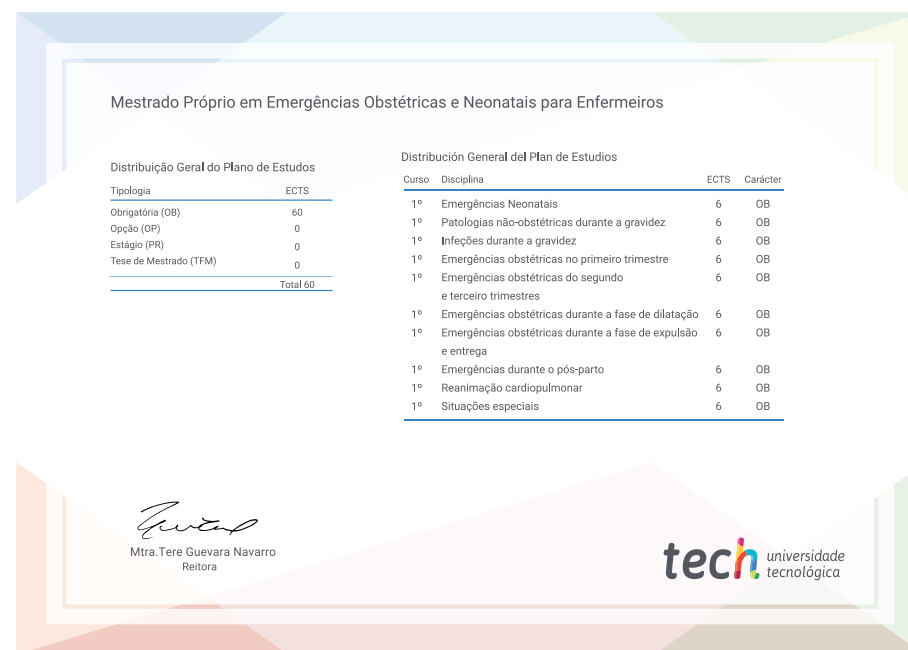 Mestrado Próprio em Emergências Obstétricas e Neonatais para Enfermeiros
Distribuição Geral do Plano de Estudos
Tipologia ECTS
Obrigatória (OB) 60
Opção (OP) 0
Estágio (PR) 0
Tese de Mestrado (TFM) 0
Total 60
Distribución General del Plan de Estudios
Curso Disciplina ECTS Carácter
1º Emergências Neonatais 6 OB
1º Patologias não-obstétricas durante a gravidez 6 OB
1º Infeções durante a gravidez 6 OB
1º Emergências obstétricas no primeiro trimestre 6 OB
1º Emergências obstétricas do segundo 6 OB
e terceiro trimestres
1º Emergências obstétricas durante a fase de dilatação 6 OB
1º Emergências obstétricas durante a fase de expulsão 6 OB
e entrega
1º Emergências durante o pós-parto 6 OB
1º Reanimação cardiopulmonar 6 OB
1º Situações especiais 6 OB
Mtra.Tere Guevara Navarro
Reitora
tech universidade
tecnológica